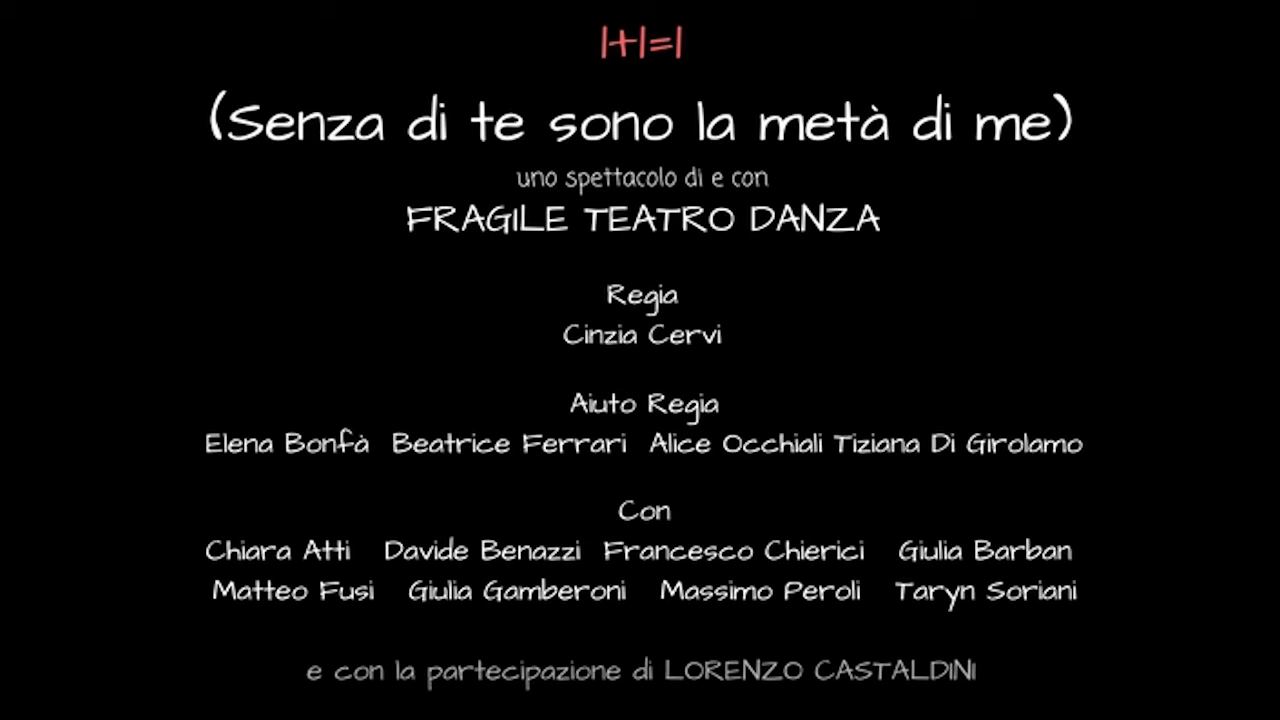 1+1=1
(Senza di te sono la metà di me)
uno spettacolo di e con
FRAGILE TEATRO DANZA
Regia
Cinzia Cervi
Aiuto Regia
Elena Bonfà Beatrice Ferrari Alice Occhiali Tiziana Di Girolamo
Con
Chiara Atti Davide Benazzi Francesco Chierici Giulia Barban
Matteo Fusi Giulia Gamberoni Massimo Peroli Taryn Soriani
e con la partecipazione di LORENZO CASTALDINI